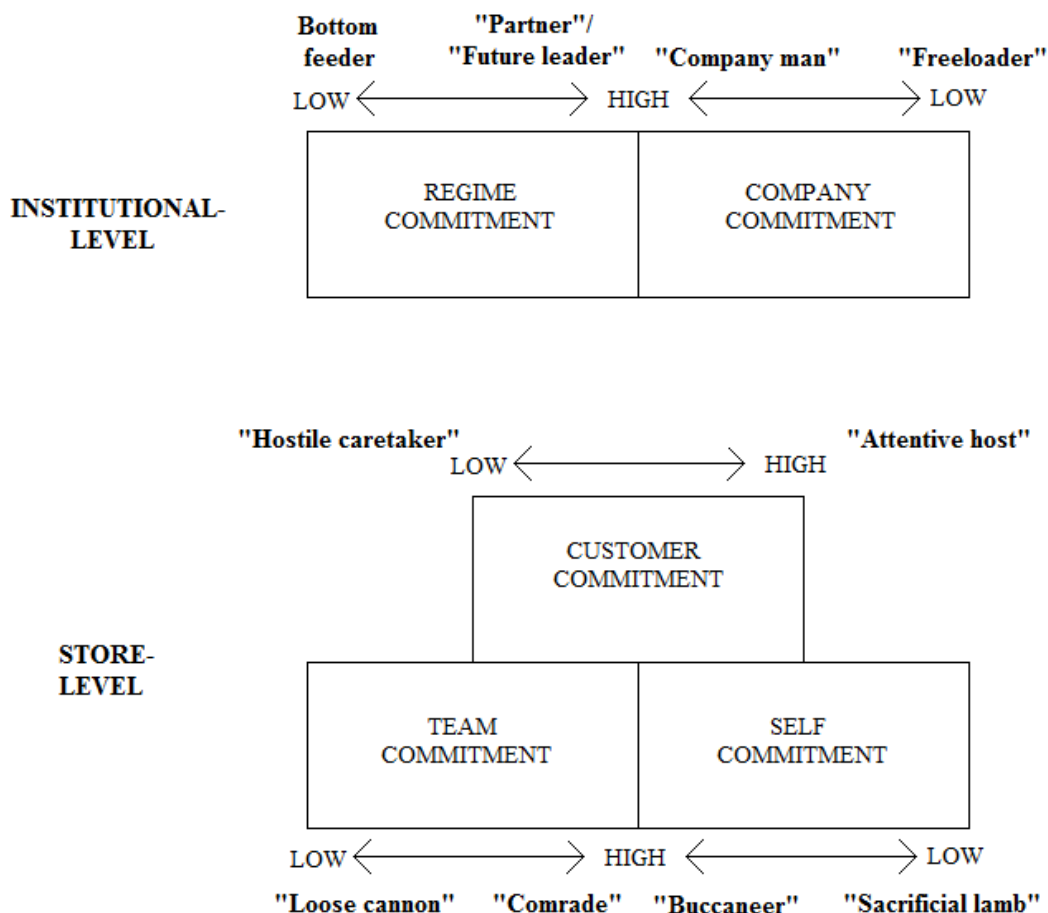 Bottom feeder
"Partner"/ "Future leader"
"Company man"
"Freeloader"
LOW
HIGH
LOW
INSTITUTIONAL-
LEVEL
REGIME
COMMITMENT
COMPANY
COMMITMENT
"Hostile caretaker"
"Attentive host"
LOW
HIGH
CUSTOMER
COMMITMENT
STORE-
LEVEL
TEAM
COMMITMENT
SELF
COMMITMENT
LOW
HIGH
LOW
"Loose cannon"
"Comrade"
"Buccaneer"
"Sacrificial lamb"